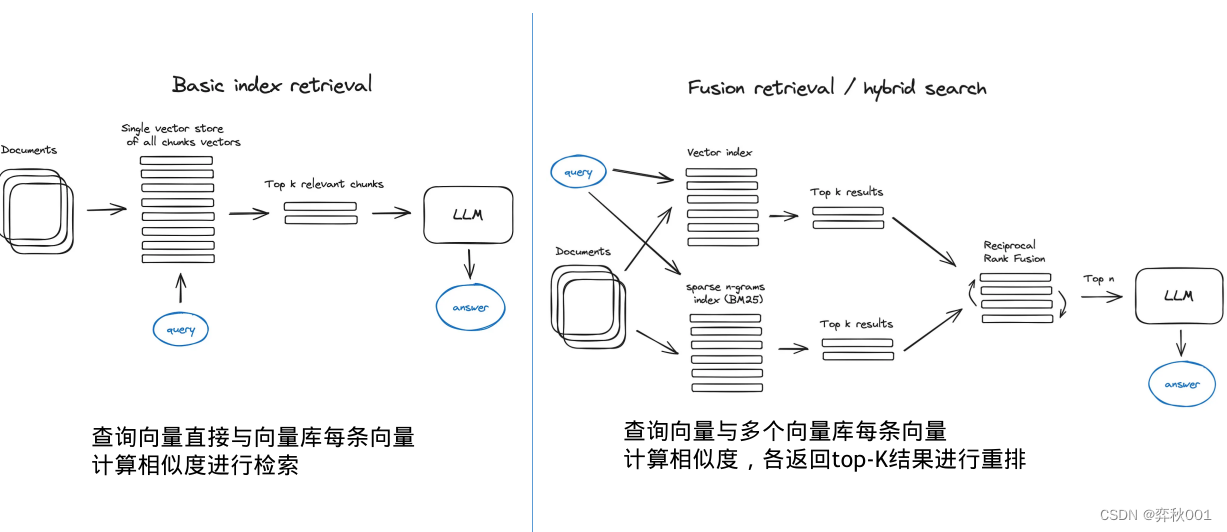 Basic index retrieval
Single vector store
of all chunks vectors
Documents
Top k relevant chunks
LLM
query
answer
查询向量直接与向量库每条向量
计算相似度进行检索
Fusion retrieval / hybrid search
query
Vector index
Top k results
Documents
sparse n-grams
index (BM25)
Top k results
Reciprocal
Rank Fusion
Top n
LLM
answer
查询向量与多个向量库每条向量
计算相似度，各返回top-K结果进行重排
CSDN @弈秋001